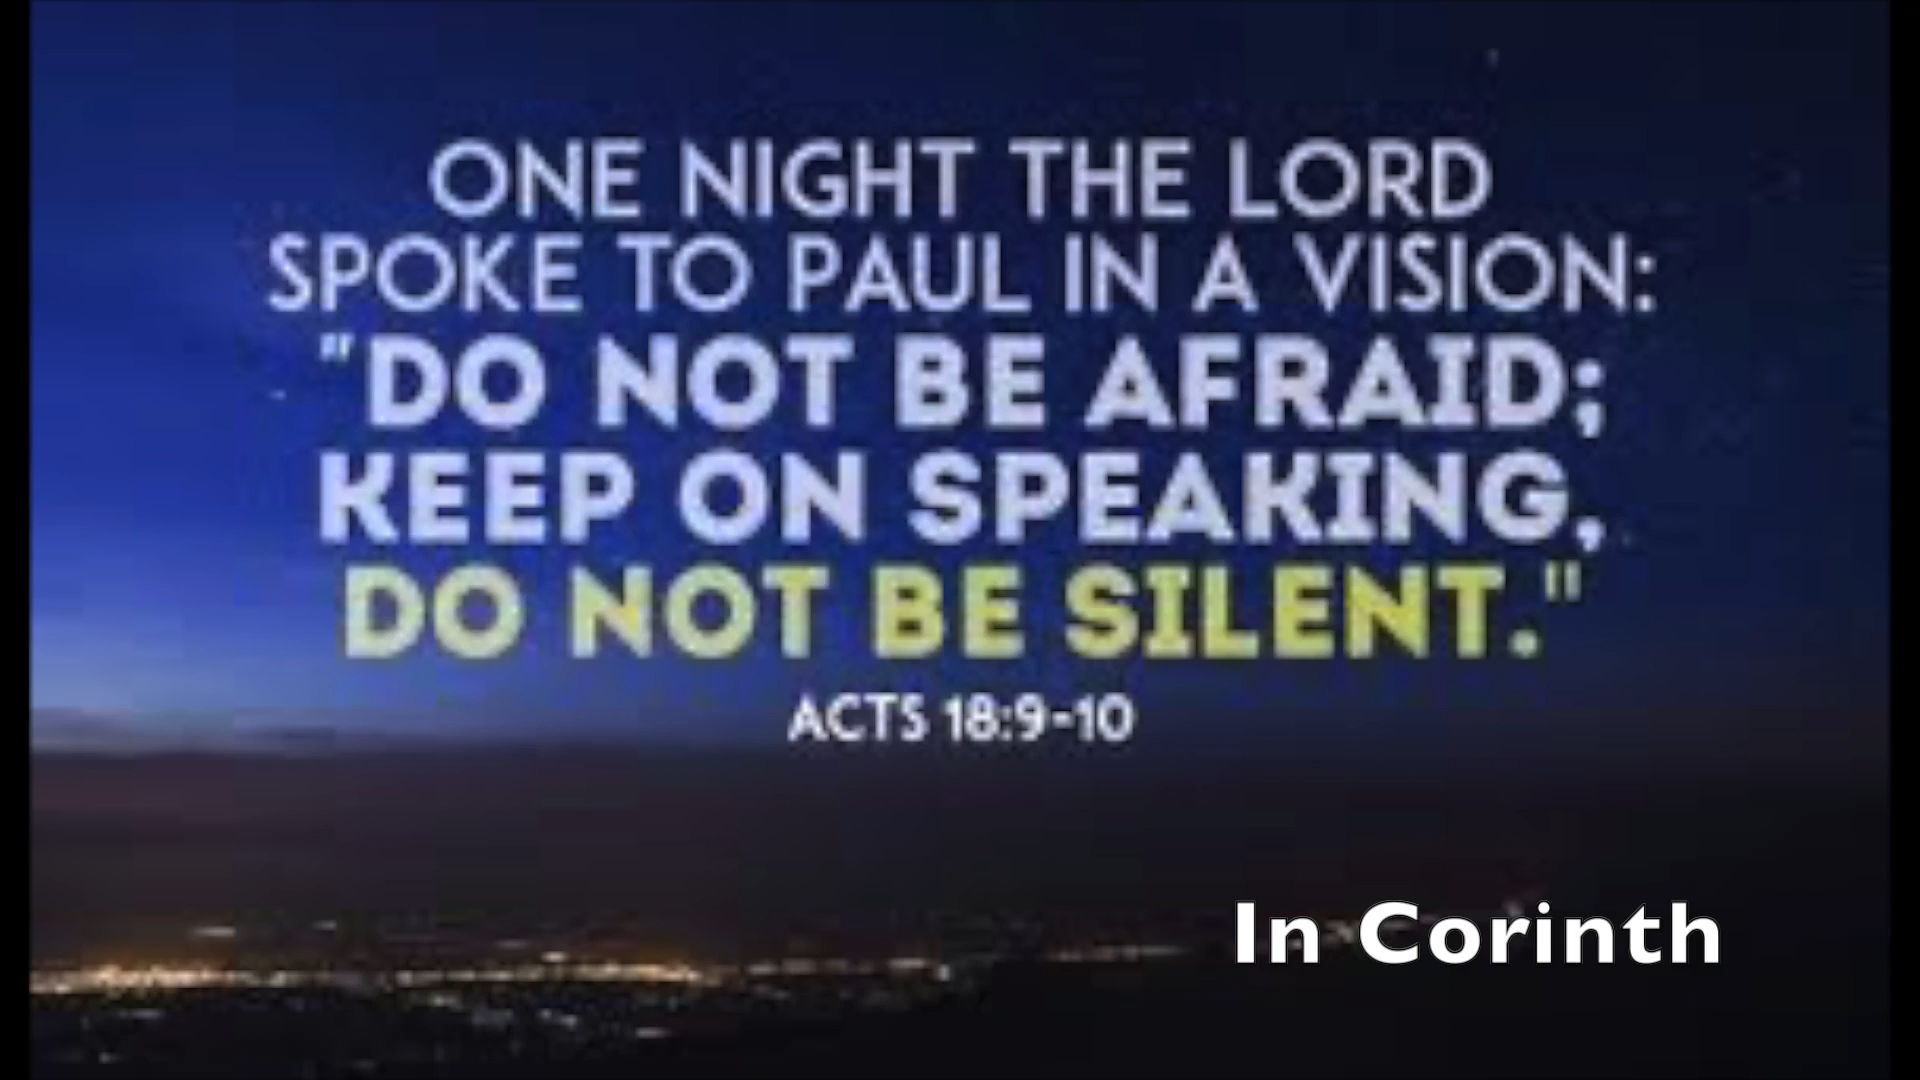 ONE NIGHT THE LORD
SPOKE TO PAUL IN A VISION:
"DO NOT BE AFRAID;
KEEP ON SPEAKING,
DO NOT BE SILENT."
ACTS 18:9-10
In Corinth